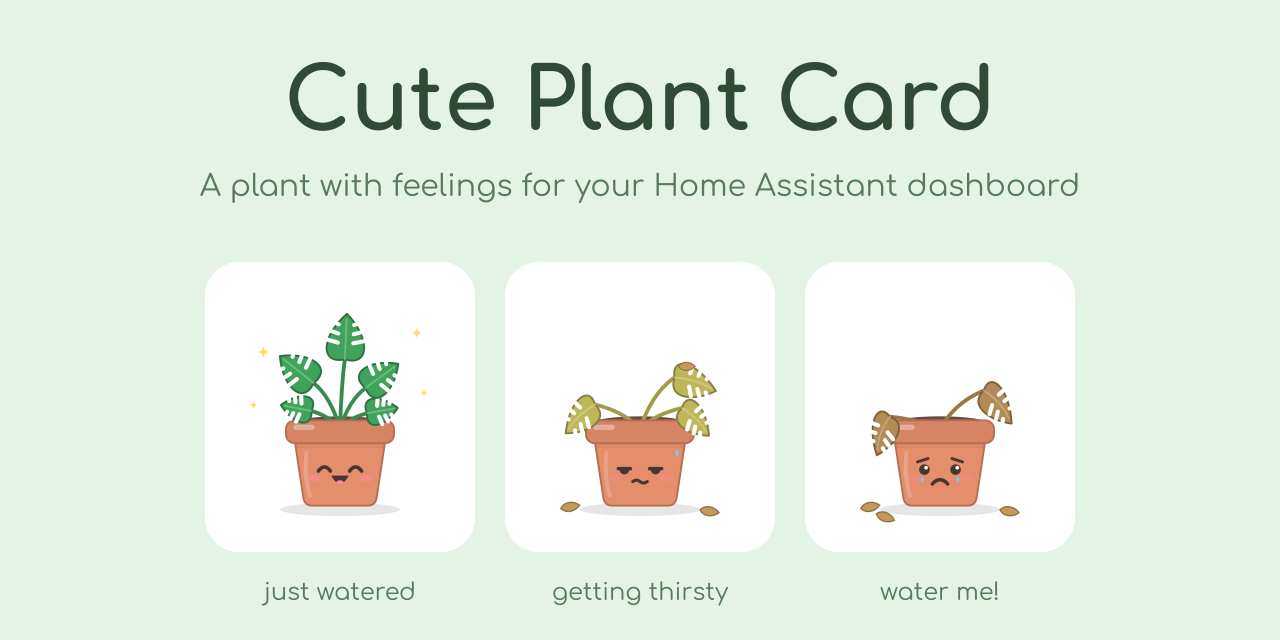 Cute Plant Card
A plant with feelings for your Home Assistant dashboard
just watered
getting thirsty
water me!